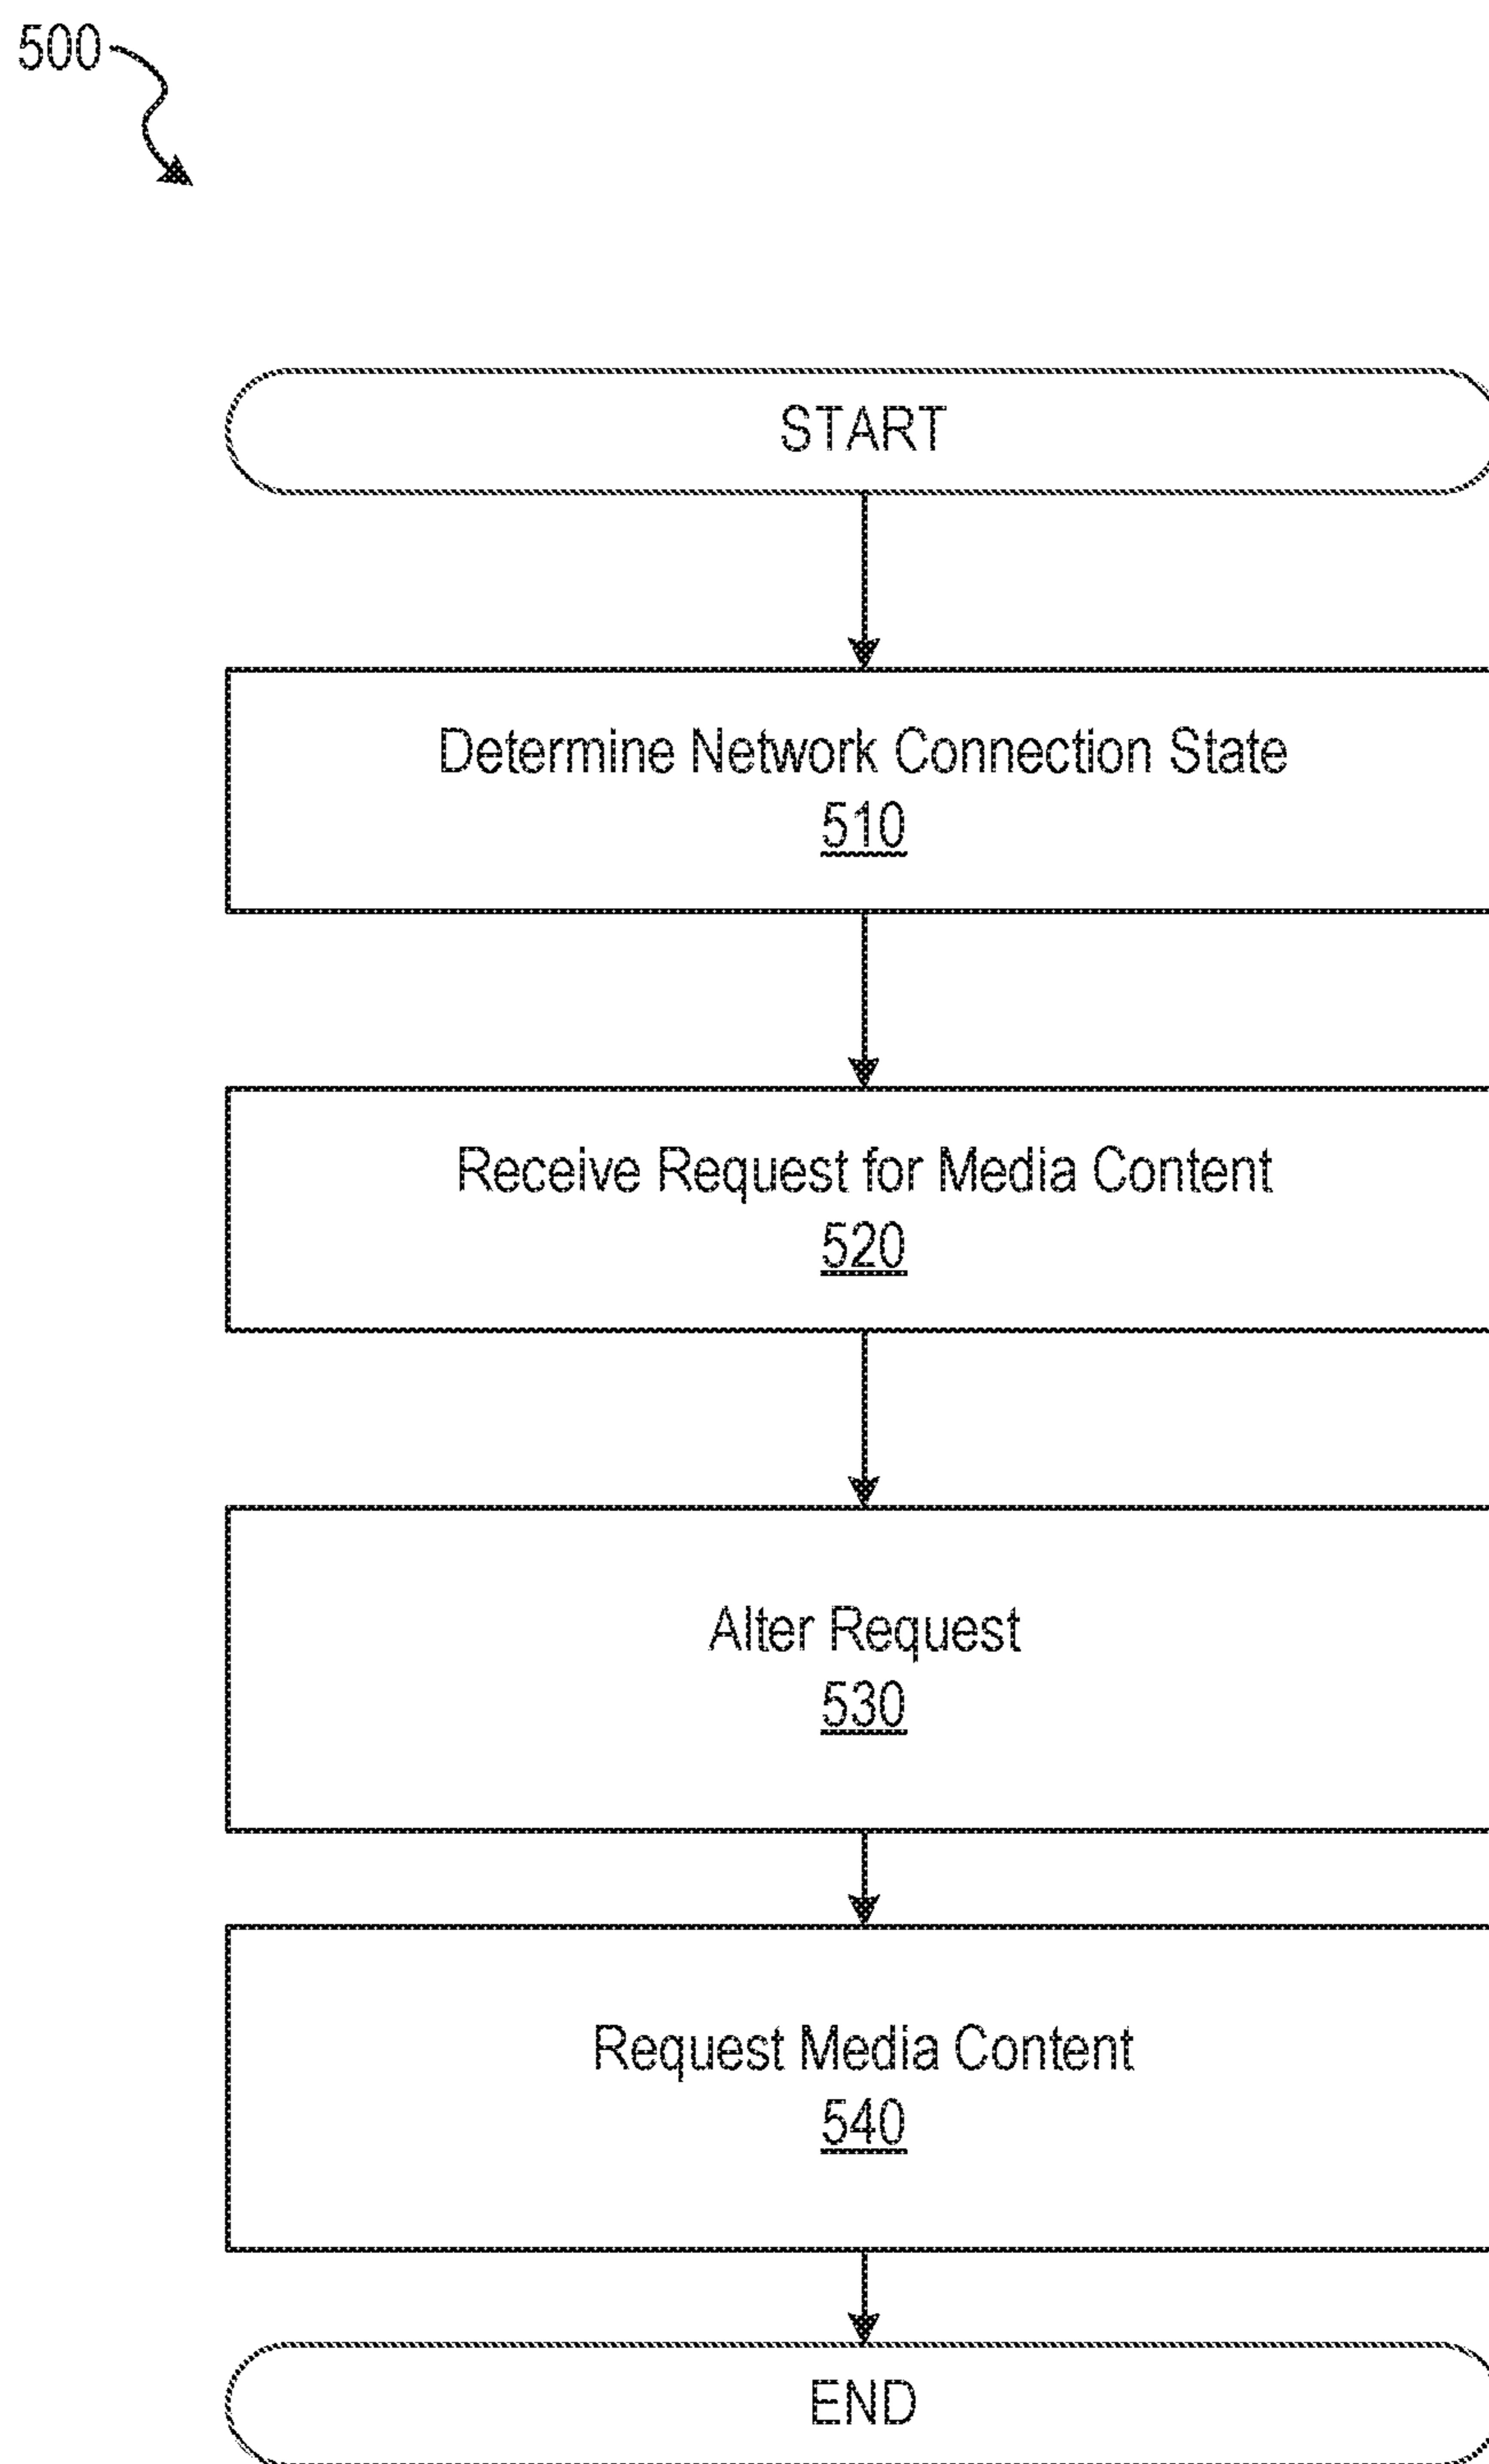 500
START
Determine Network Connection State
510
Receive Request for Media Content
520
Alter Request
530
Request Media Content
540
END